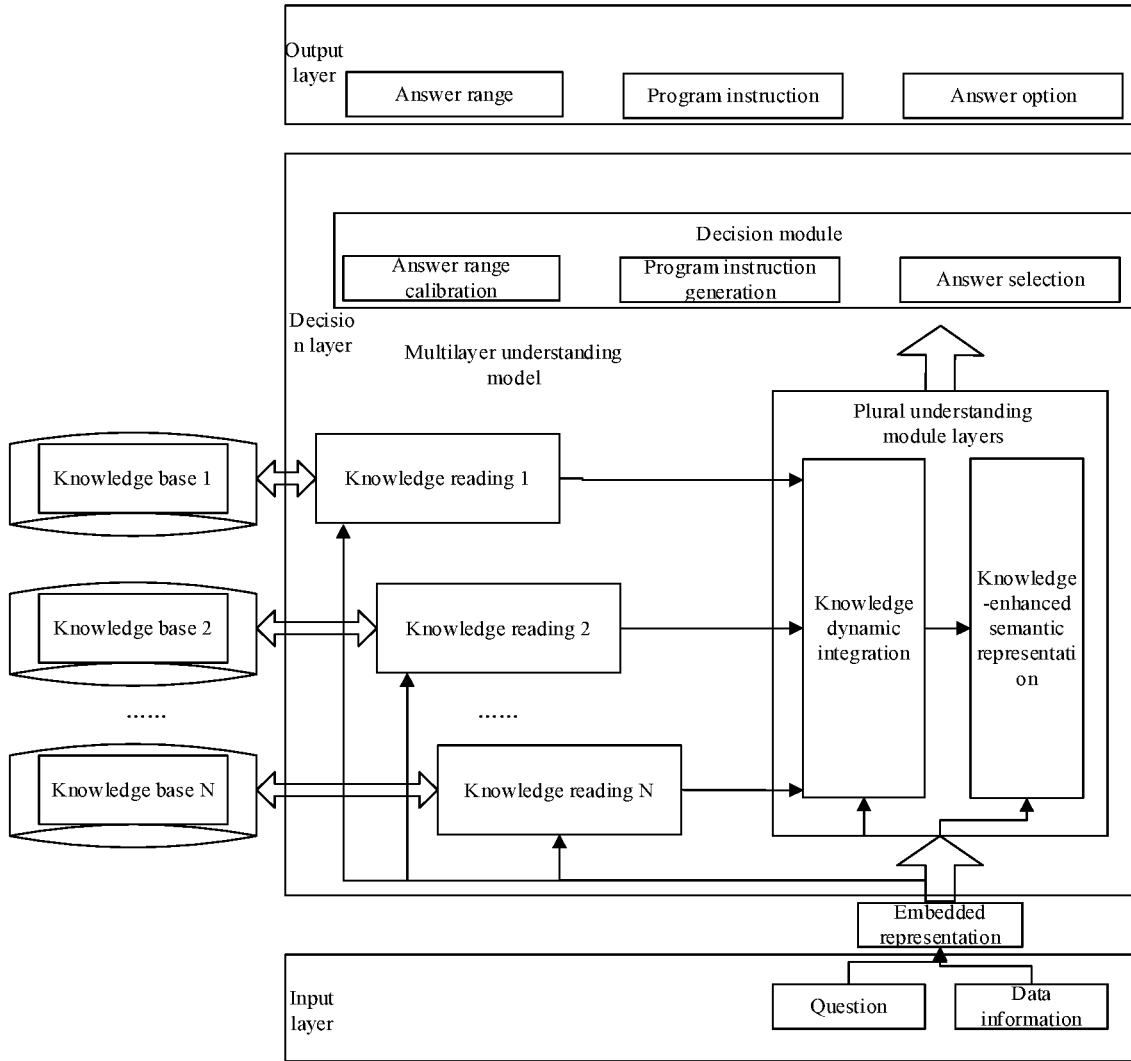 Output
layer
Answer range
Program instruction
Answer option
Decision module
Answer range
calibration
Program instruction
generation
Answer selection
Decisio
n layer
Multilayer understanding
model
Plural understanding
module layers
Knowledge base 1
Knowledge reading 1
Knowledge base 2
Knowledge reading 2
Knowledge
dynamic
integration
Knowledge
-enhanced
semantic
representati
on
……
……
Knowledge base N
Knowledge reading N
Embedded
representation
Input
layer
Question
Data
information